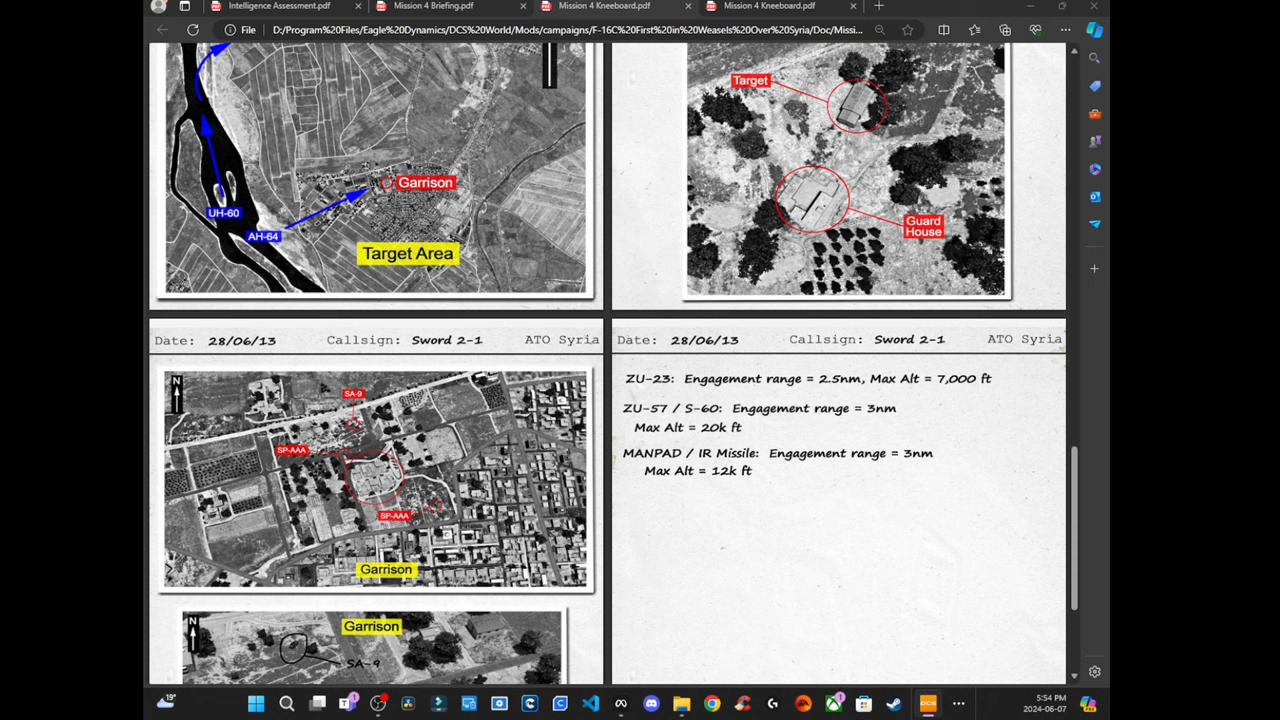 Intelligence Assessment.pdf
Mission 4 Briefing.pdf
Mission 4 Kneeboard.pdf
Mission 4 Kneeboard.pdf
File
D:/Program%20Files/Eagle%20Dynamics/DCS%20World/Mods/campaigns/F-16C%20First%20in%20Weasels%20Over%20Syria/Doc/Missi...
Garrison
UH-60
AH-64
Target Area
Target
Guard
House
Date: 28/06/13 Callsign: Sword 2-1 ATO Syria
N
SA-9
SP-AAA
SP-AAA
Garrison
N
Garrison
SA-9
Date: 28/06/13 Callsign: Sword 2-1 ATO Syria
ZU-23: Engagement range = 2.5nm, Max Alt = 7,000 ft
ZU-57 / S-60: Engagement range = 3nm
Max Alt = 20k ft
MANPAD / IR Missile: Engagement range = 3nm
Max Alt = 12k ft
19°
5:54 PM
2024-06-07